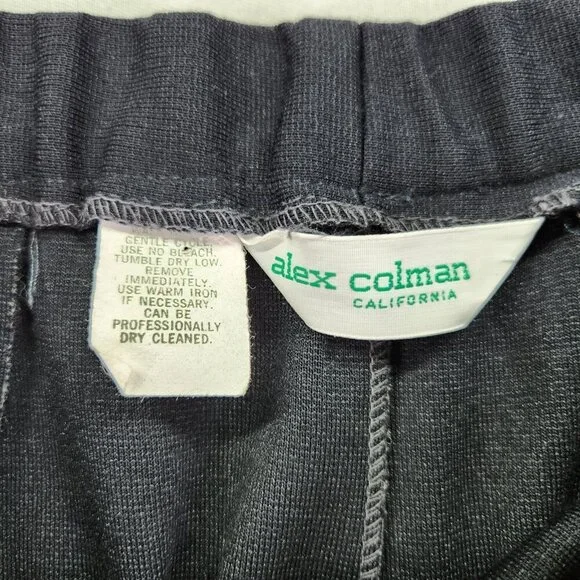 GENTLE CYCLE.
USE NO BLEACH.
TUMBLE DRY LOW.
REMOVE
IMMEDIATELY.
USE WARM IRON
IF NECESSARY.
CAN BE
PROFESSIONALLY
DRY CLEANED.
alex colman
CALIFORNIA